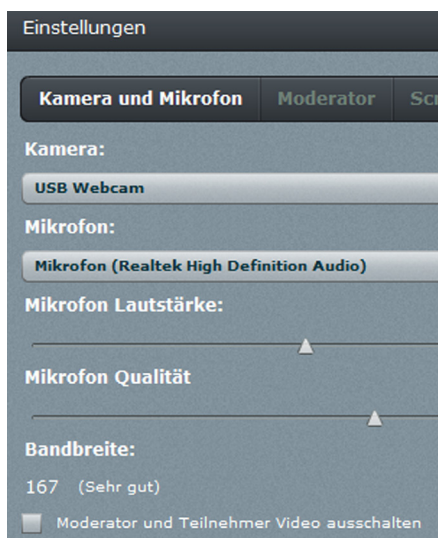 Einstellungen
Kamera und Mikrofon Moderator Scr
Kamera:
USB Webcam
Mikrofon:
Mikrofon (Realtek High Definition Audio)
Mikrofon Lautstärke:
Mikrofon Qualität
Bandbreite:
167 (Sehr gut)
Moderator und Teilnehmer Video ausschalten